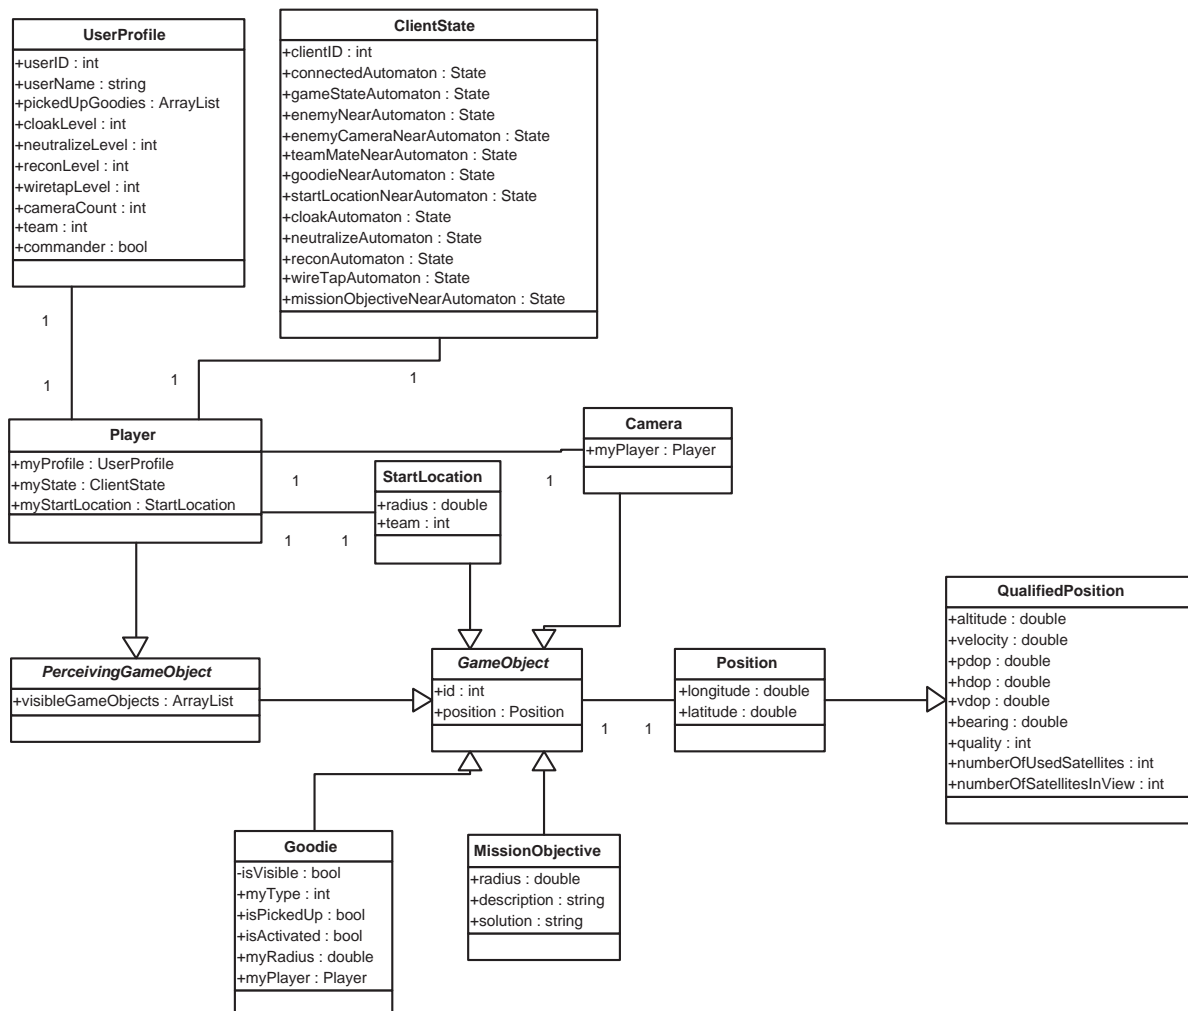 UserProfile
+userID : int
+userName : string
+pickedUpGoodies : ArrayList
+cloakLevel : int
+neutralizeLevel : int
+reconLevel : int
+wiretapLevel : int
+cameraCount : int
+team : int
+commander : bool
ClientState
+clientID : int
+connectedAutomaton : State
+gameStateAutomaton : State
+enemyNearAutomaton : State
+enemyCameraNearAutomaton : State
+teamMateNearAutomaton : State
+goodieNearAutomaton : State
+startLocationNearAutomaton : State
+cloakAutomaton : State
+neutralizeAutomaton : State
+reconAutomaton : State
+wireTapAutomaton : State
+missionObjectiveNearAutomaton : State
1
1
1
1
Player
+myProfile : UserProfile
+myState : ClientState
+myStartLocation : StartLocation
1
1
1
1
StartLocation
+radius : double
+team : int
Camera
+myPlayer : Player
PerceivingGameObject
+visibleGameObjects : ArrayList
GameObject
+id : int
+position : Position
1
1
Position
+longitude : double
+latitude : double
QualifiedPosition
+altitude : double
+velocity : double
+pdop : double
+hdop : double
+vdop : double
+bearing : double
+quality : int
+numberOfUsedSatellites : int
+numberOfSatellitesInView : int
Goodie
-isVisible : bool
+myType : int
+isPickedUp : bool
+isActivated : bool
+myRadius : double
+myPlayer : Player
MissionObjective
+radius : double
+description : string
+solution : string